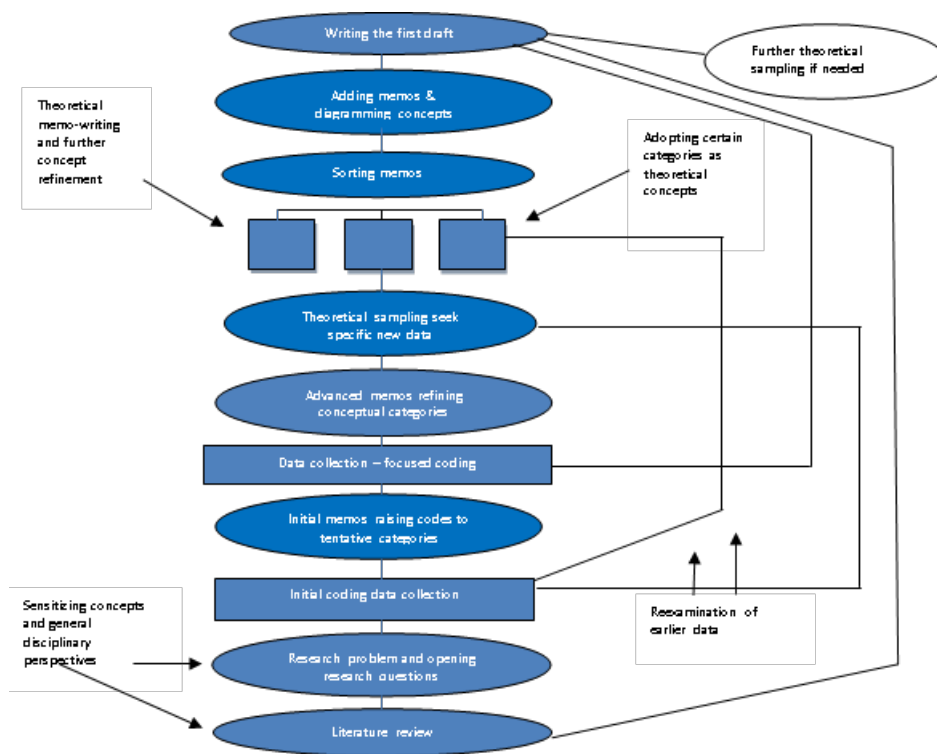 Writing the first draft
Further theoretical
sampling if needed
Adding memos &
diagramming concepts
Theoretical
memo-writing
and further
concept
refinement
Adopting certain
categories as
theoretical
concepts
Sorting memos
Theoretical sampling seek
specific new data
Advanced memos refining
conceptual categories
Data collection – focused coding
Initial memos raising codes to
tentative categories
Initial coding data collection
Sensitizing concepts
and general
disciplinary
perspectives
Reexamination of
earlier data
Research problem and opening
research questions
Literature review